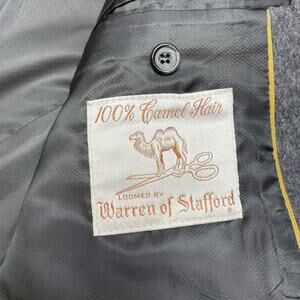 100% Camel Hair
LOOMED BY
Warren of Stafford ®